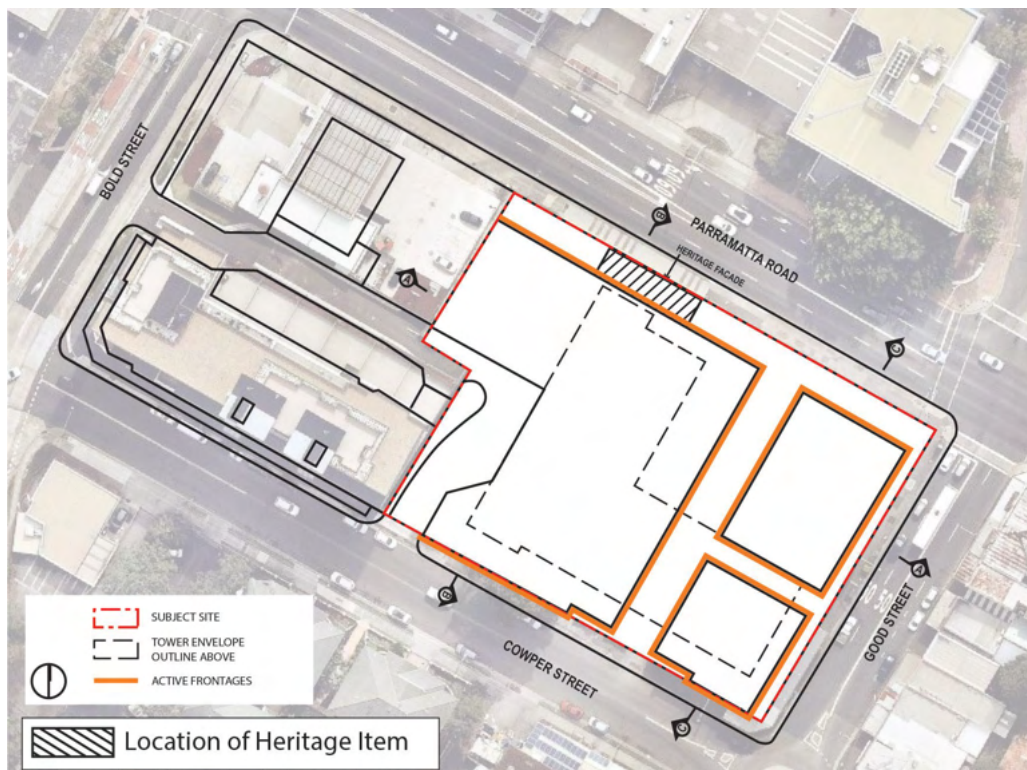 BOLD STREET
PARRAMATTA ROAD
HERITAGE FACADE
B
A
C
A
GOOD STREET
B
COWPER STREET
C
SUBJECT SITE
TOWER ENVELOPE
OUTLINE ABOVE
ACTIVE FRONTAGES
Location of Heritage Item